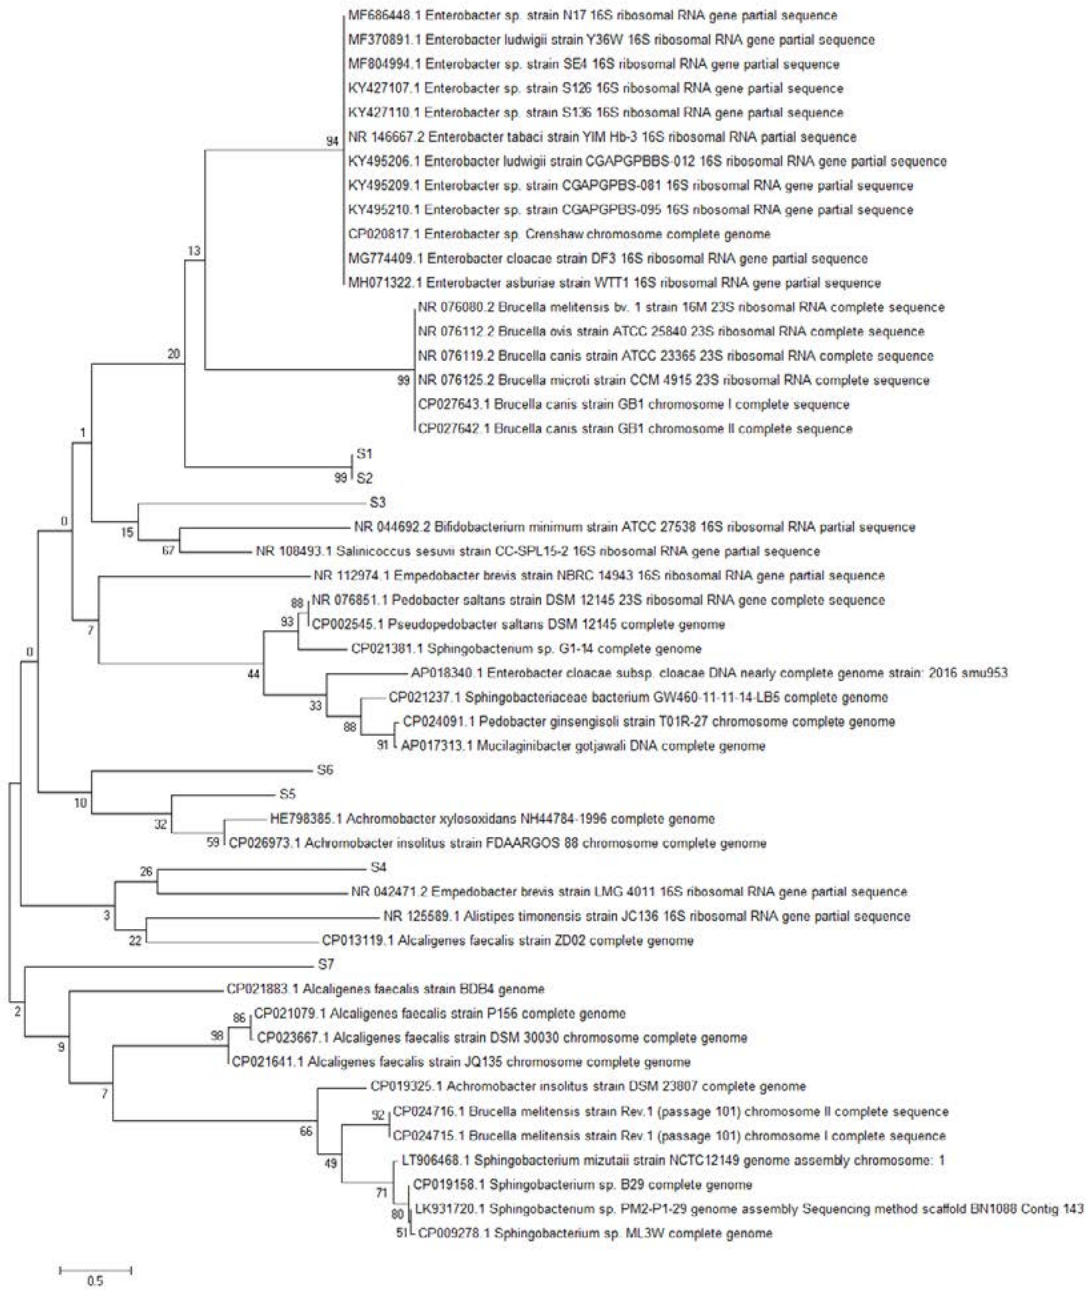 MF686448.1 Enterobacter sp. strain N17 16S ribosomal RNA gene partial sequence
MF370891.1 Enterobacter ludwigii strain Y36W 16S ribosomal RNA gene partial sequence
MF804994.1 Enterobacter sp. strain SE4 16S ribosomal RNA gene partial sequence
KY427107.1 Enterobacter sp. strain S126 16S ribosomal RNA gene partial sequence
KY427110.1 Enterobacter sp. strain S136 16S ribosomal RNA gene partial sequence
94
NR 146667.2 Enterobacter tabaci strain YIM Hb-3 16S ribosomal RNA partial sequence
KY495206.1 Enterobacter ludwigii strain CGAPGPBBS-012 16S ribosomal RNA gene partial sequence
KY495209.1 Enterobacter sp. strain CGAPGPBS-081 16S ribosomal RNA gene partial sequence
KY495210.1 Enterobacter sp. strain CGAPGPBS-095 16S ribosomal RNA gene partial sequence
CP020817.1 Enterobacter sp. Crenshaw chromosome complete genome
13
MG774409.1 Enterobacter cloacae strain DF3 16S ribosomal RNA gene partial sequence
MH071322.1 Enterobacter asburiae strain WTT1 16S ribosomal RNA gene partial sequence
NR 076080.2 Brucella melitensis bv. 1 strain 16M 23S ribosomal RNA complete sequence
NR 076112.2 Brucella ovis strain ATCC 25840 23S ribosomal RNA complete sequence
20
NR 076119.2 Brucella canis strain ATCC 23365 23S ribosomal RNA complete sequence
99
NR 076125.2 Brucella microti strain CCM 4915 23S ribosomal RNA complete sequence
CP027643.1 Brucella canis strain GB1 chromosome I complete sequence
CP027642.1 Brucella canis strain GB1 chromosome II complete sequence
1
S1
99
S2
S3
0
15
NR 044692.2 Bifidobacterium minimum strain ATCC 27538 16S ribosomal RNA partial sequence
67
NR 108493.1 Salinicoccus sesuvii strain CC-SPL15-2 16S ribosomal RNA gene partial sequence
NR 112974.1 Empedobacter brevis strain NBRC 14943 16S ribosomal RNA gene partial sequence
88
NR 076851.1 Pedobacter saltans strain DSM 12145 23S ribosomal RNA gene complete sequence
93
CP002545.1 Pseudopedobacter saltans DSM 12145 complete genome
7
0
CP021381.1 Sphingobacterium sp. G1-14 complete genome
44
AP018340.1 Enterobacter cloacae subsp. cloacae DNA nearly complete genome strain: 2016 smu953
33
CP021237.1 Sphingobacteriaceae bacterium GW460-11-11-14-LB5 complete genome
88
CP024091.1 Pedobacter ginsengisoli strain T01R-27 chromosome complete genome
91
AP017313.1 Mucilaginibacter gotjawali DNA complete genome
S6
10
S5
32
HE798385.1 Achromobacter xylosoxidans NH44784-1996 complete genome
59
CP026973.1 Achromobacter insolitus strain FDAARGOS 88 chromosome complete genome
26
S4
NR 042471.2 Empedobacter brevis strain LMG 4011 16S ribosomal RNA gene partial sequence
3
NR 125589.1 Alistipes timonensis strain JC136 16S ribosomal RNA gene partial sequence
22
CP013119.1 Alcaligenes faecalis strain ZD02 complete genome
S7
CP021883.1 Alcaligenes faecalis strain BDB4 genome
2
86
CP021079.1 Alcaligenes faecalis strain P156 complete genome
98
CP023667.1 Alcaligenes faecalis strain DSM 30030 chromosome complete genome
9
CP021641.1 Alcaligenes faecalis strain JQ135 chromosome complete genome
7
CP019325.1 Achromobacter insolitus strain DSM 23807 complete genome
92
CP024716.1 Brucella melitensis strain Rev.1 (passage 101) chromosome II complete sequence
66
CP024715.1 Brucella melitensis strain Rev.1 (passage 101) chromosome I complete sequence
49
LT906468.1 Sphingobacterium mizutaii strain NCTC12149 genome assembly chromosome: 1
71
CP019158.1 Sphingobacterium sp. B29 complete genome
80
LK931720.1 Sphingobacterium sp. PM2-P1-29 genome assembly Sequencing method scaffold BN1088 Contig 143
51
CP009278.1 Sphingobacterium sp. ML3W complete genome
0.5